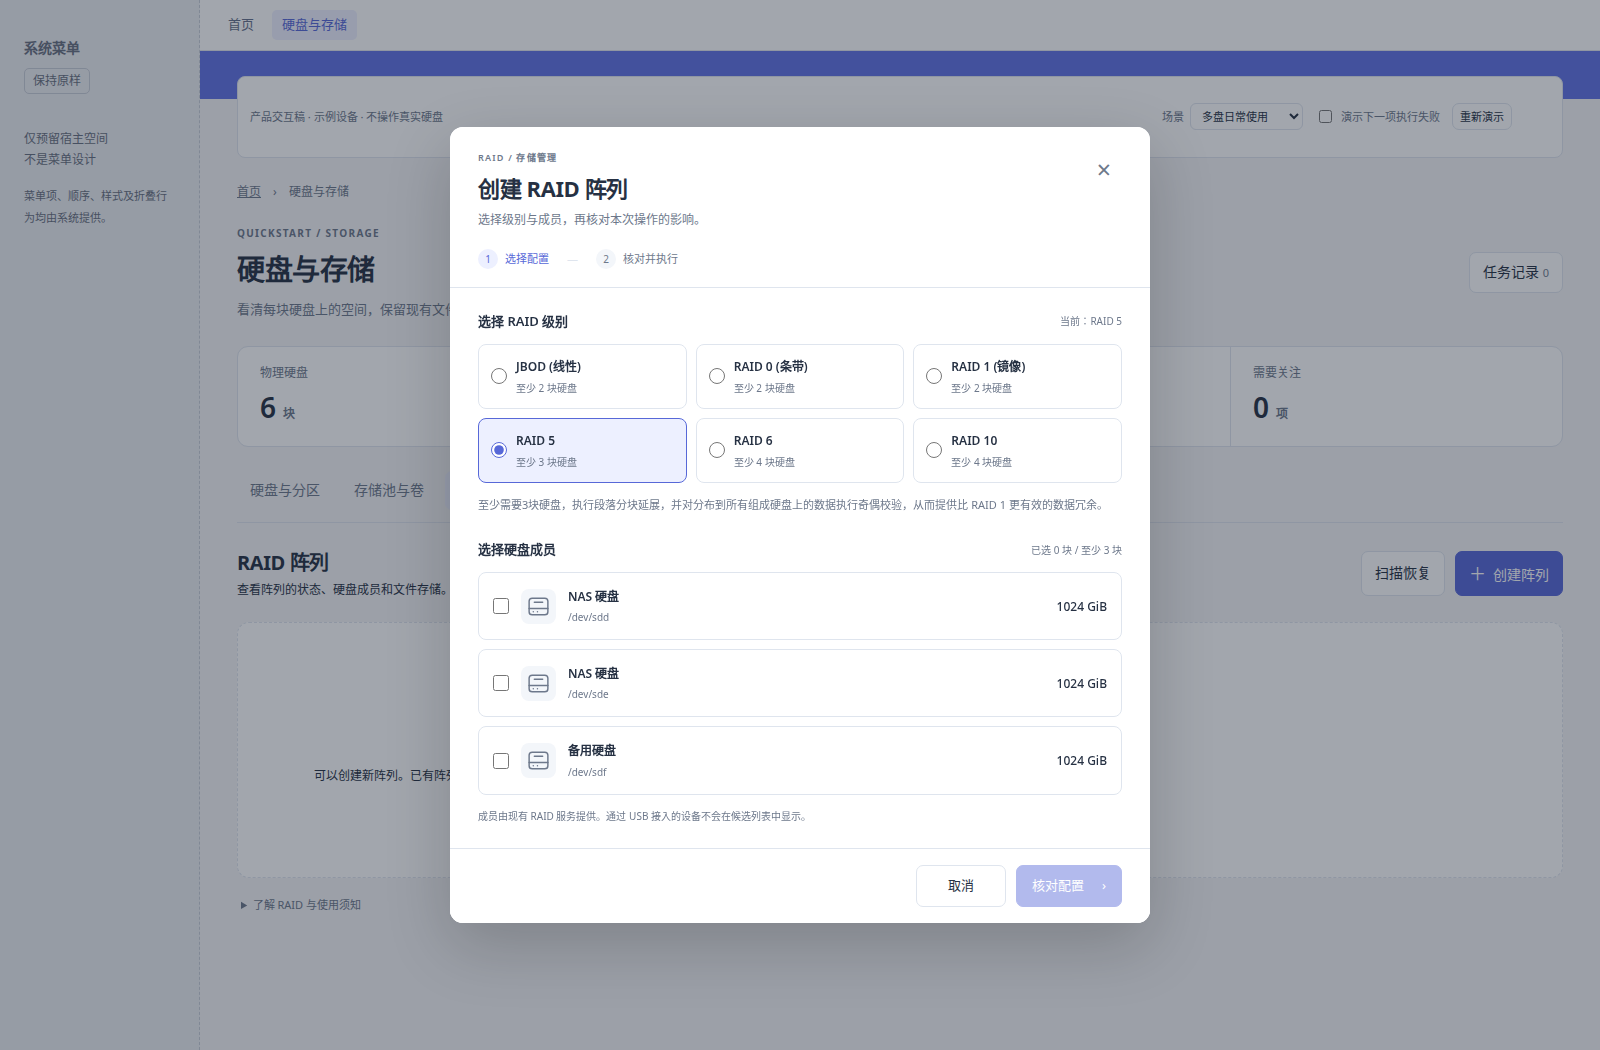 系统菜单
保持原样
仅预留宿主空间
不是菜单设计
菜单项、顺序、样式及折叠行
为均由系统提供。
首页
硬盘与存储
产品交互稿 · 示例设备 · 不操作真实硬盘
场景
多盘日常使用
演示下一项执行失败
重新演示
首页 › 硬盘与存储
QUICKSTART / STORAGE
硬盘与存储
看清每块硬盘上的空间，保留现有文
任务记录 0
物理硬盘
6 块
需要关注
0 项
硬盘与分区
存储池与卷
RAID 阵列
查看阵列的状态、硬盘成员和文件存储。
扫描恢复
＋ 创建阵列
可以创建新阵列。已有阵
了解 RAID 与使用须知
RAID / 存储管理
创建 RAID 阵列
选择级别与成员，再核对本次操作的影响。
✕
1 选择配置 — 2 核对并执行
选择 RAID 级别
当前：RAID 5
JBOD (线性)
至少 2 块硬盘
RAID 0 (条带)
至少 2 块硬盘
RAID 1 (镜像)
至少 2 块硬盘
RAID 5
至少 3 块硬盘
RAID 6
至少 4 块硬盘
RAID 10
至少 4 块硬盘
至少需要3块硬盘，执行段落分块延展，并对分布到所有组成硬盘上的数据执行奇偶校验，从而提供比 RAID 1 更有效的数据冗余。
选择硬盘成员
已选 0 块 / 至少 3 块
NAS 硬盘
/dev/sdd
1024 GiB
NAS 硬盘
/dev/sde
1024 GiB
备用硬盘
/dev/sdf
1024 GiB
成员由现有 RAID 服务提供。通过 USB 接入的设备不会在候选列表中显示。
取消
核对配置 ›